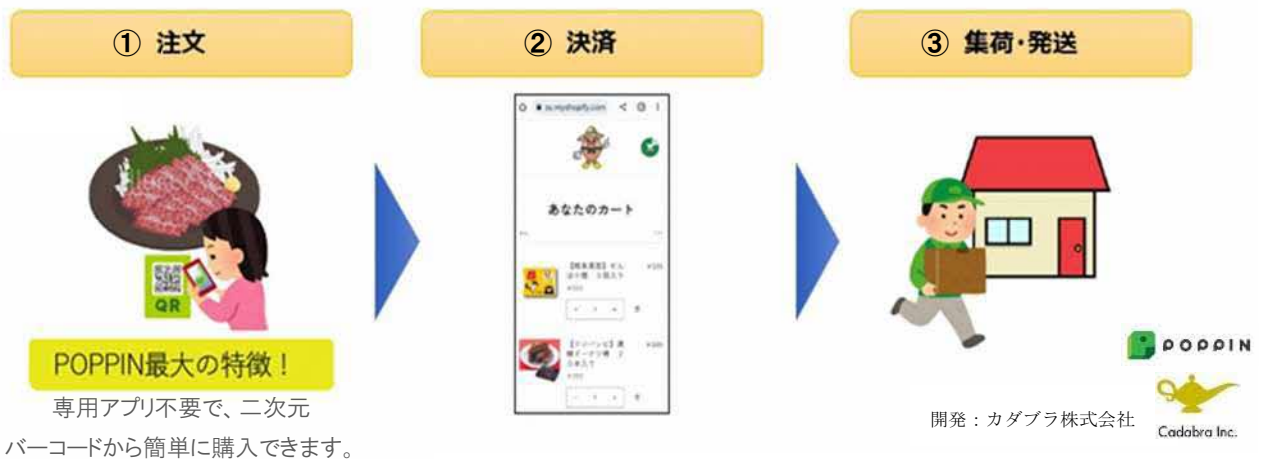 ① 注文
② 決済
③ 集荷・発送
QR
POPPIN最大の特徴！
専用アプリ不要で、二次元
バーコードから簡単に購入できます。
あなたのカート
POPPIN
開発：カダブラ株式会社
Cadabra Inc.